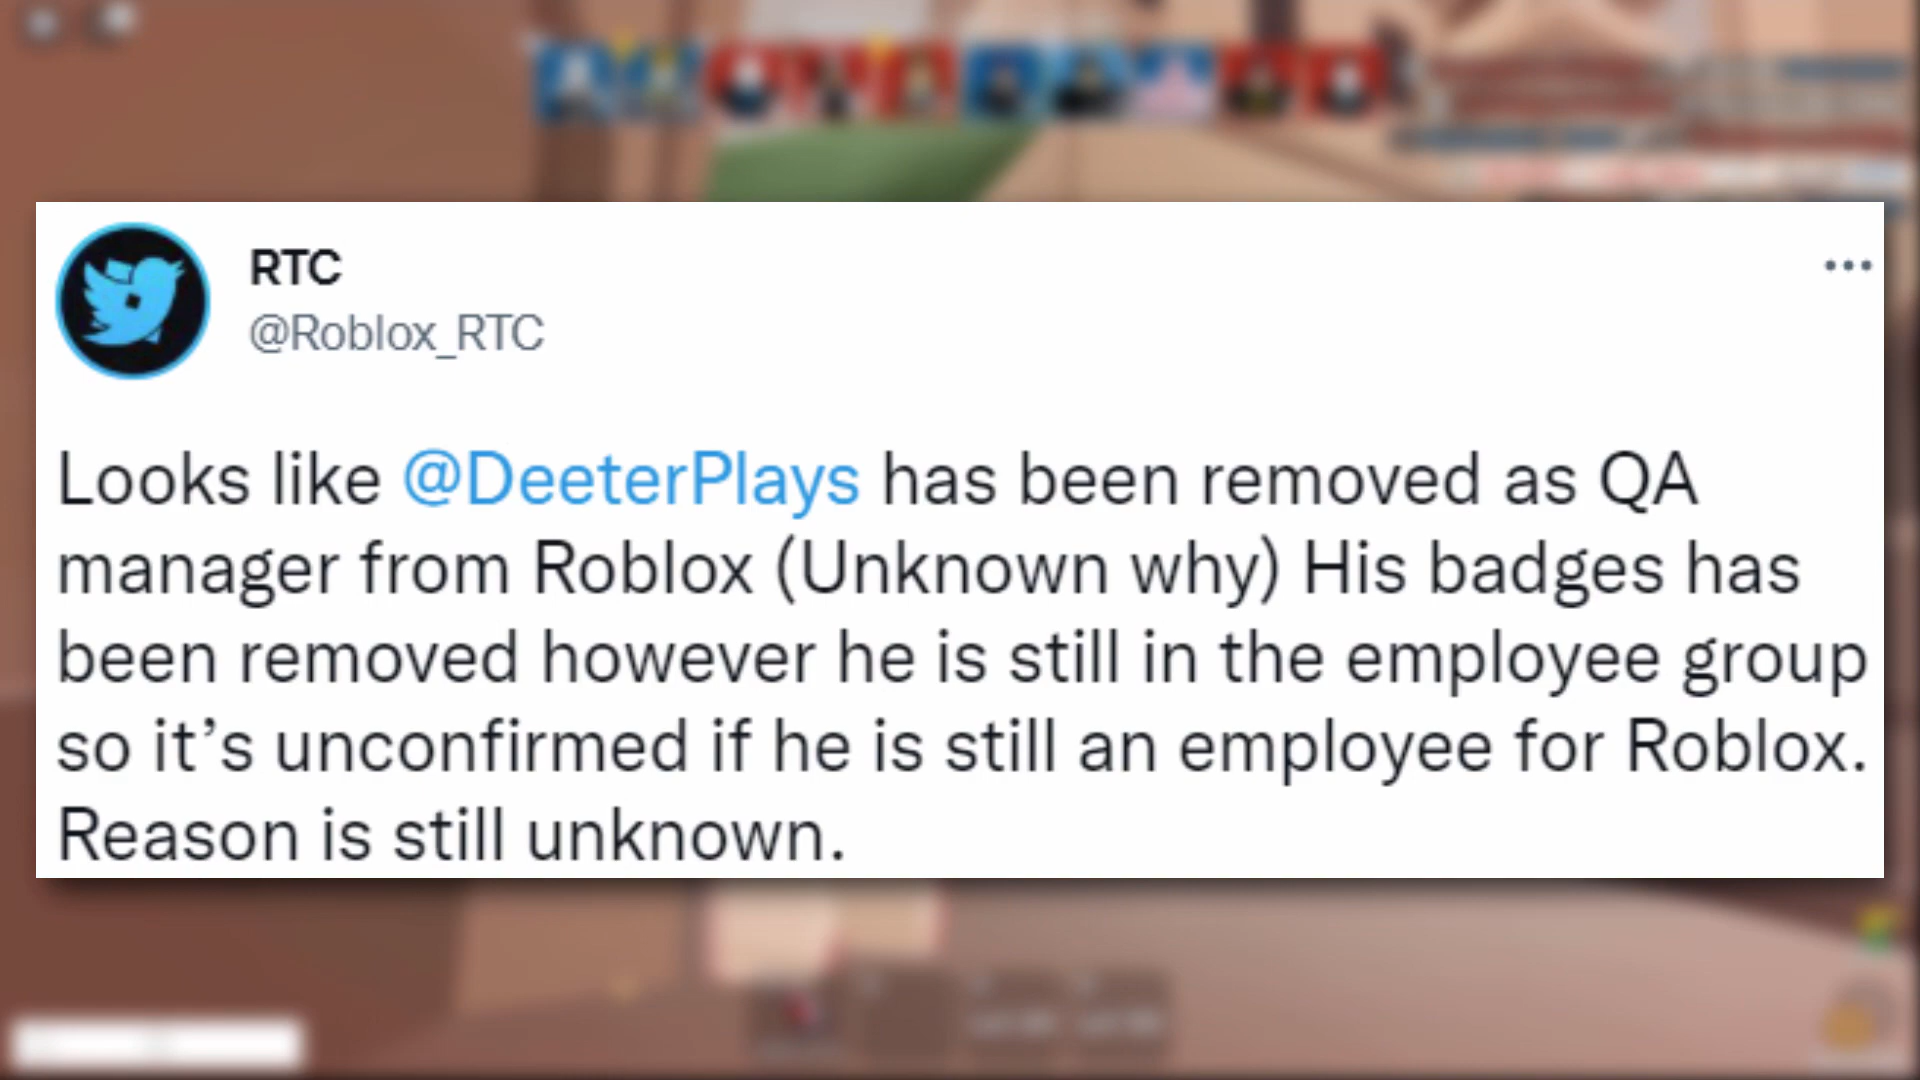 RTC
@Roblox_RTC
Looks like @DeeterPlays has been removed as QA
manager from Roblox (Unknown why) His badges has
been removed however he is still in the employee group
so it’s unconfirmed if he is still an employee for Roblox.
Reason is still unknown.